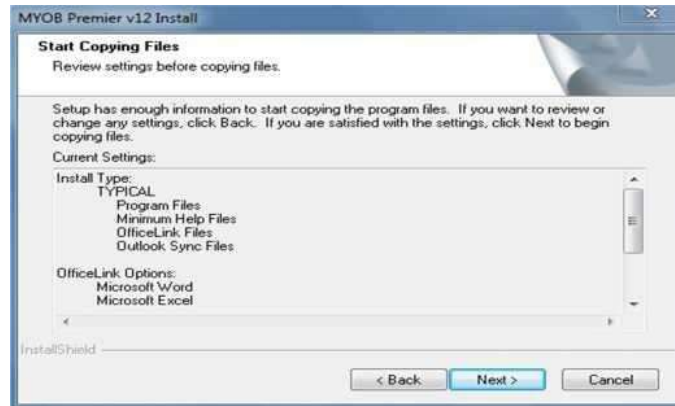 MYOB Premier v12 Install
Start Copying Files
Review settings before copying files.
Setup has enough information to start copying the program files. If you want to review or
change any settings, click Back. If you are satisfied with the settings, click Next to begin
copying files.
Current Settings:
Install Type:
TYPICAL
Program Files
Minimum Help Files
OfficeLink Files
Outlook Sync Files
OfficeLink Options:
Microsoft Word
Microsoft Excel
InstallShield
< Back Next > Cancel